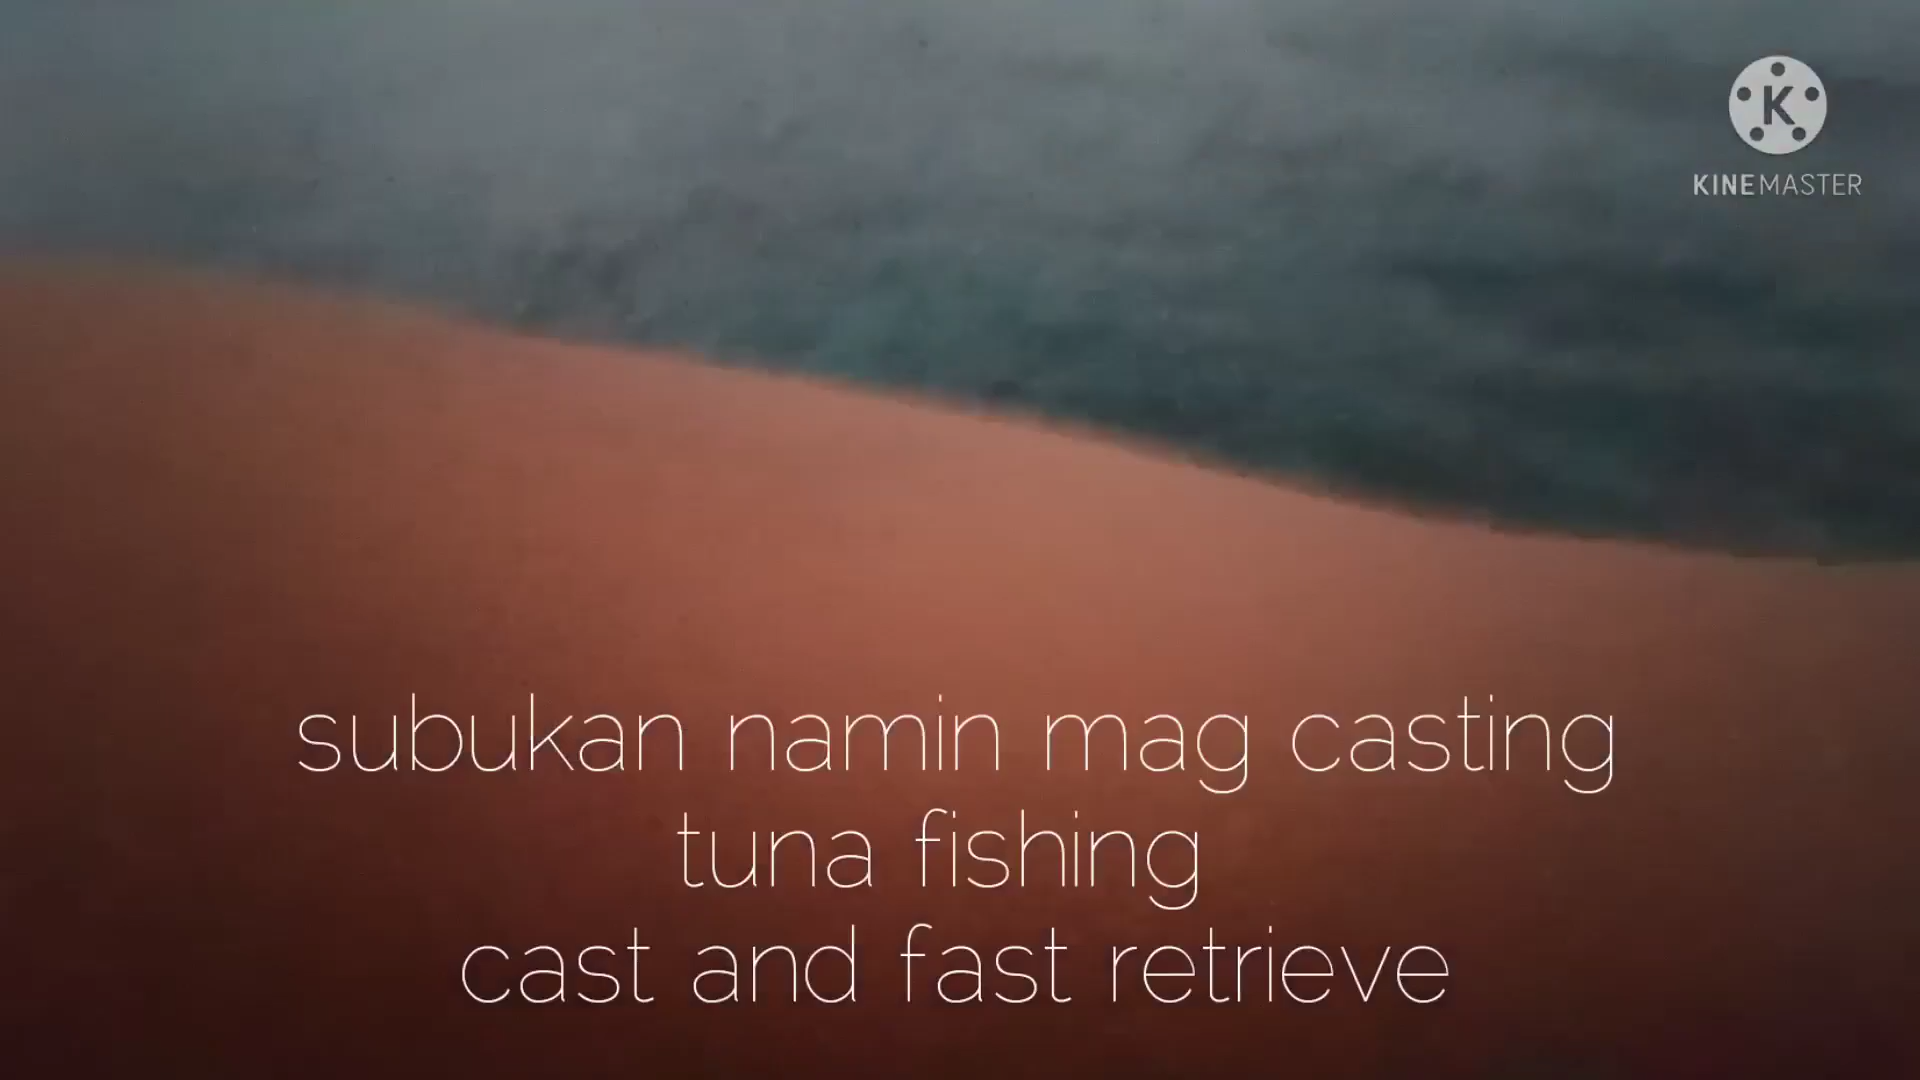 K
KINEMASTER
subukan namin mag casting
tuna fishing
cast and fast retrieve